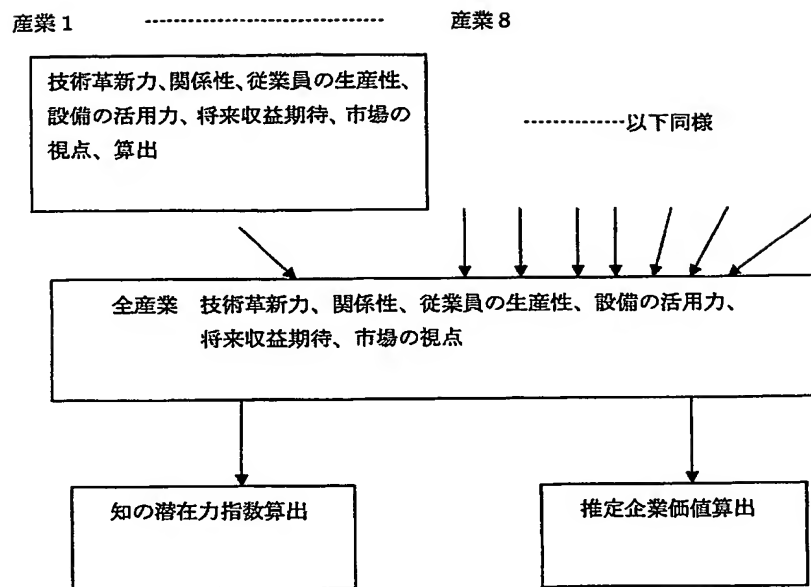 産業1 ---------------------------- 産業8
技術革新力、関係性、従業員の生産性、
設備の活用力、将来収益期待、市場の
視点、算出
------------以下同様
全産業 技術革新力、関係性、従業員の生産性、設備の活用力、
将来収益期待、市場の視点
知の潜在力指数算出
推定企業価値算出